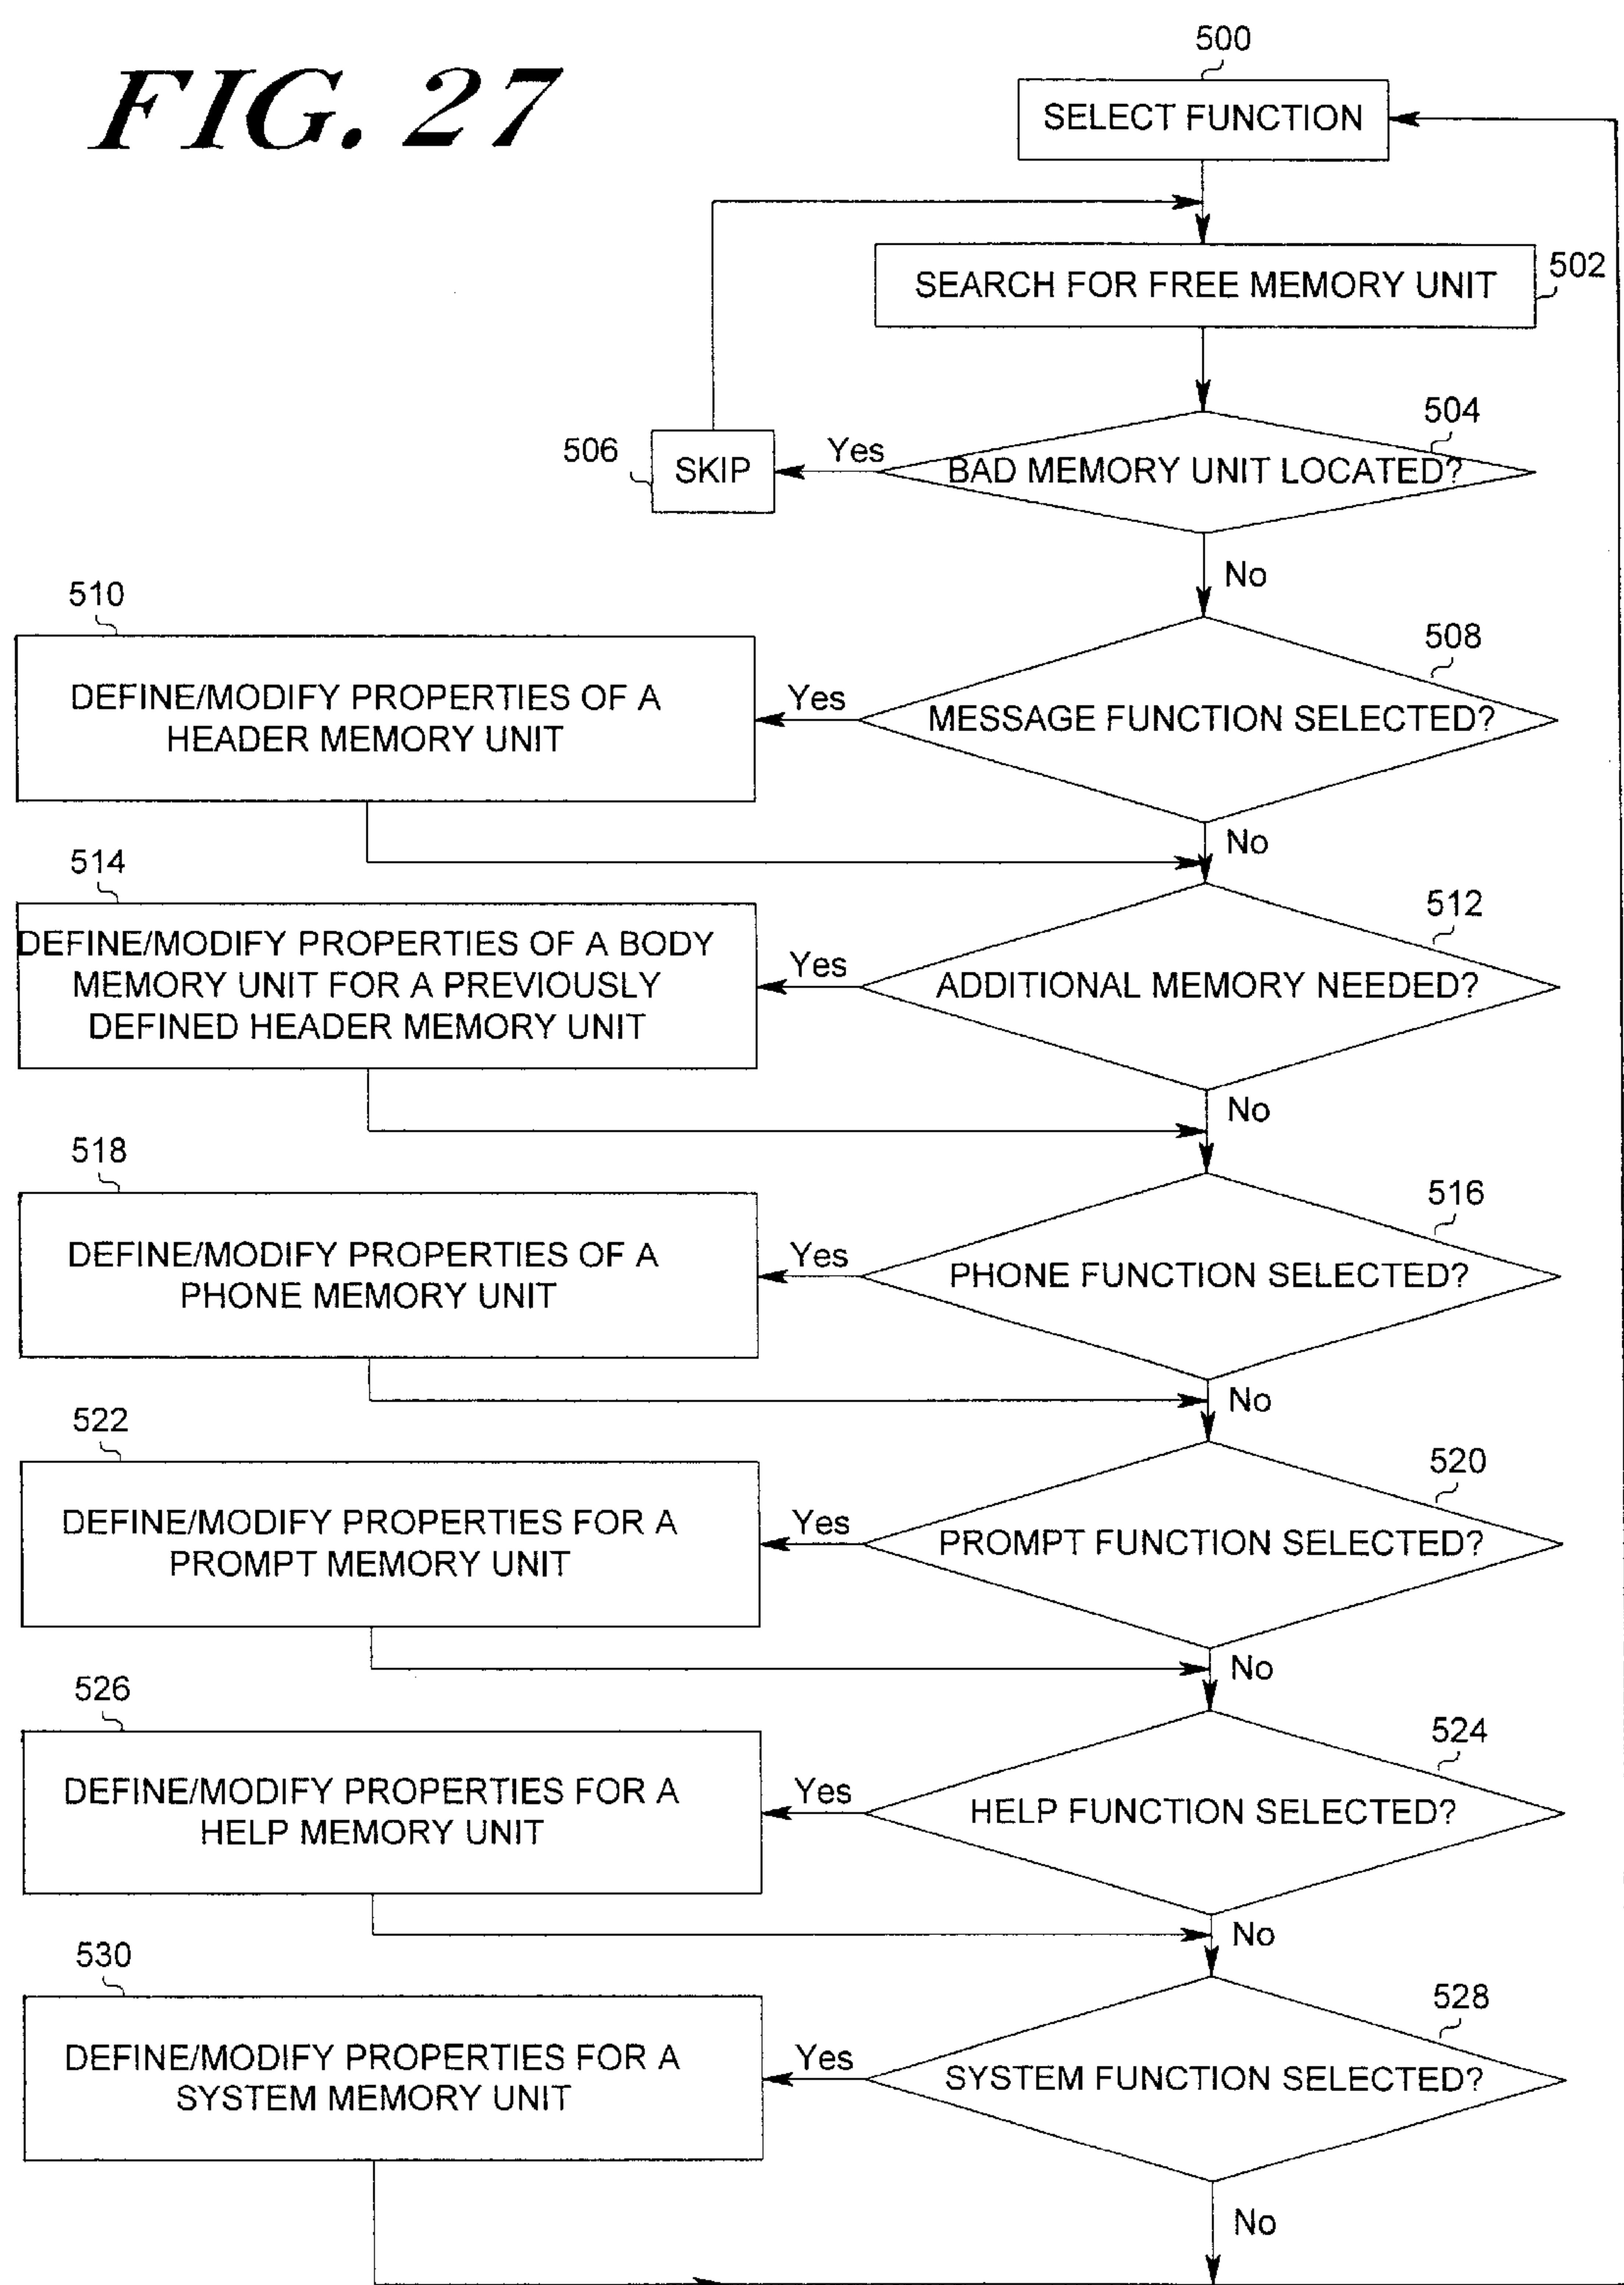 FIG. 27
500
SELECT FUNCTION
SEARCH FOR FREE MEMORY UNIT
502
504
506
SKIP
Yes
BAD MEMORY UNIT LOCATED?
No
510
508
DEFINE/MODIFY PROPERTIES OF A
HEADER MEMORY UNIT
Yes
MESSAGE FUNCTION SELECTED?
No
514
512
DEFINE/MODIFY PROPERTIES OF A BODY
MEMORY UNIT FOR A PREVIOUSLY
DEFINED HEADER MEMORY UNIT
Yes
ADDITIONAL MEMORY NEEDED?
No
518
516
DEFINE/MODIFY PROPERTIES OF A
PHONE MEMORY UNIT
Yes
PHONE FUNCTION SELECTED?
No
522
520
DEFINE/MODIFY PROPERTIES FOR A
PROMPT MEMORY UNIT
Yes
PROMPT FUNCTION SELECTED?
No
526
524
DEFINE/MODIFY PROPERTIES FOR A
HELP MEMORY UNIT
Yes
HELP FUNCTION SELECTED?
No
530
528
DEFINE/MODIFY PROPERTIES FOR A
SYSTEM MEMORY UNIT
Yes
SYSTEM FUNCTION SELECTED?
No